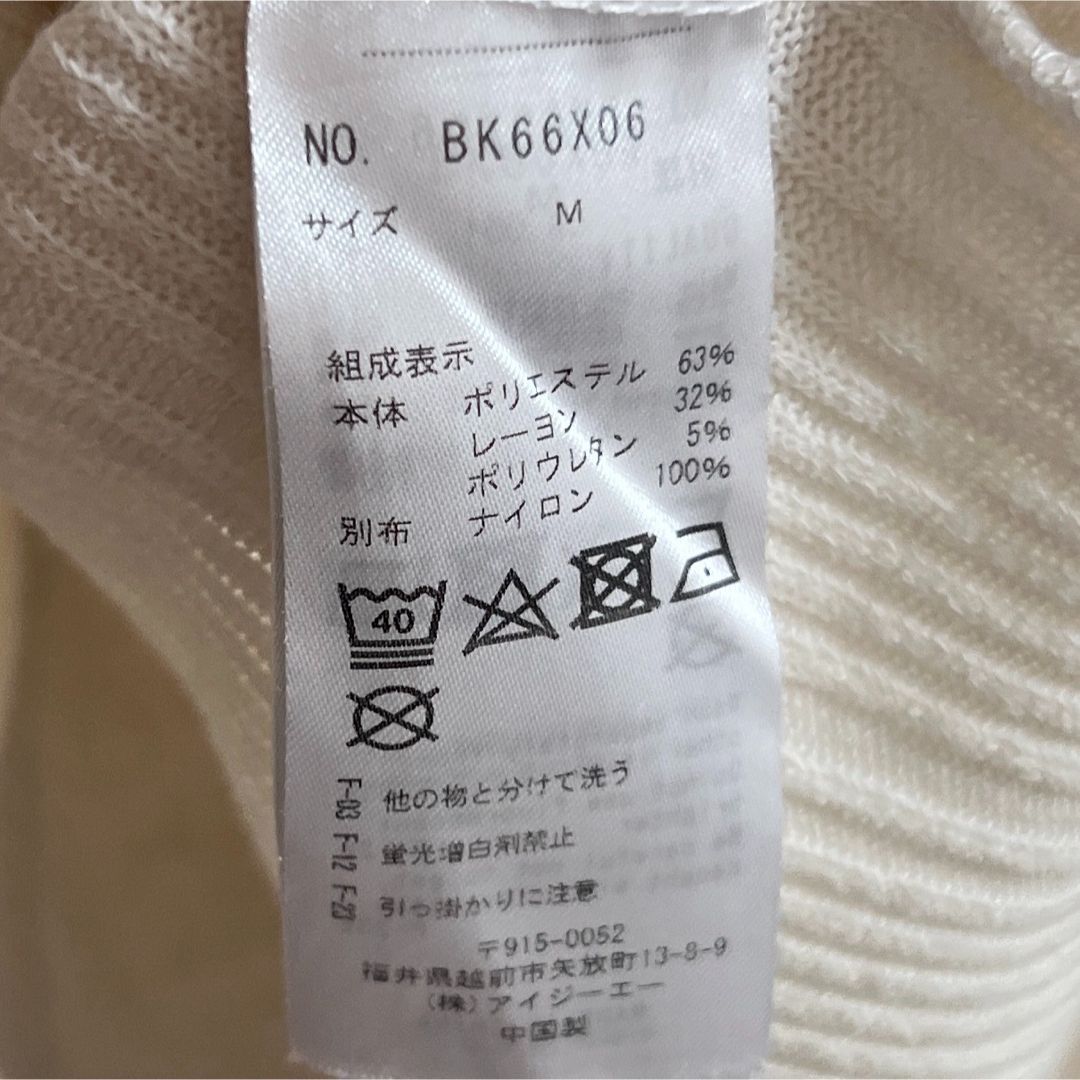 NO. BK66X06
サイズ M
組成表示
本体 ポリエステル 63%
レーヨン 32%
ポリウレタン 5%
別布 ナイロン 100%
40
F-03 他の物と分けて洗う
F-12 蛍光増白剤禁止
F-23 引っ掛かりに注意
〒915-0052
福井県越前市矢放町13-8-9
(株)アイジーエー
中国製